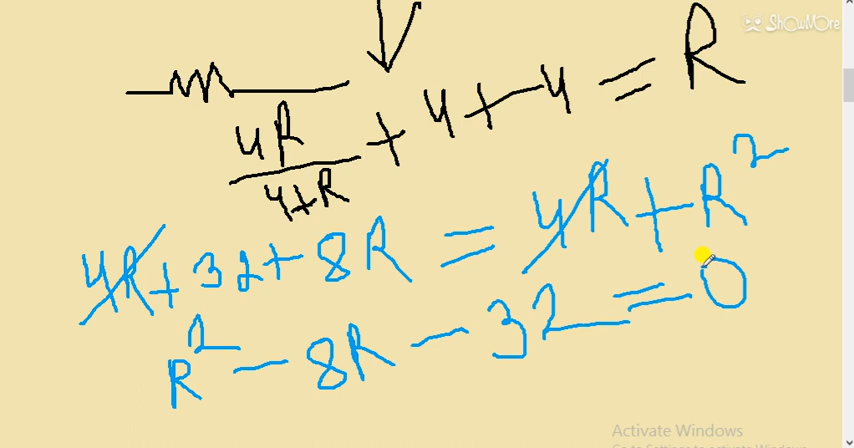 ShowMore
4R/4+R + 4 + 4 = R
4R + 32 + 8R = 4R + R²
R² - 8R - 32 = 0
Activate Windows